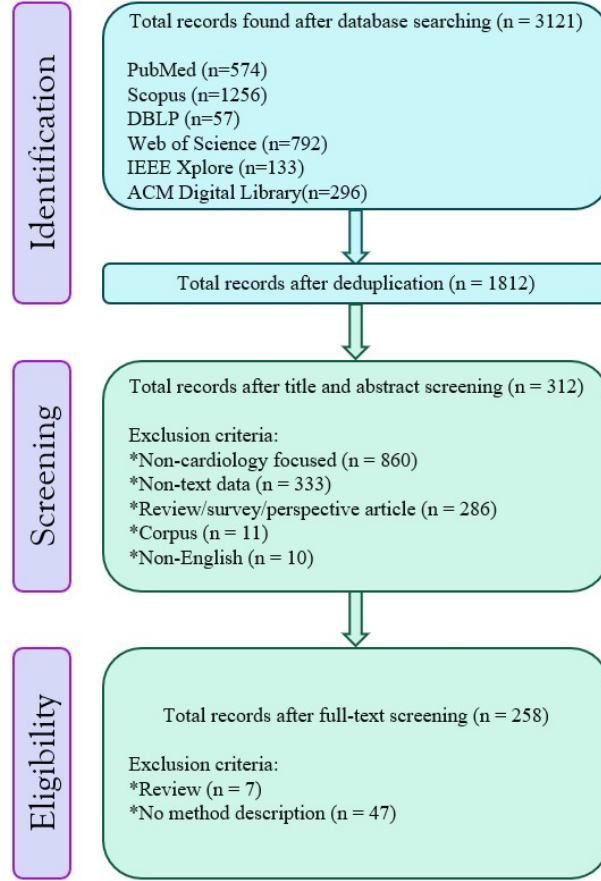 Identification
Total records found after database searching (n = 3121)
PubMed (n=574)
Scopus (n=1256)
DBLP (n=57)
Web of Science (n=792)
IEEE Xplore (n=133)
ACM Digital Library(n=296)
Total records after deduplication (n = 1812)
Screening
Total records after title and abstract screening (n = 312)
Exclusion criteria:
*Non-cardiology focused (n = 860)
*Non-text data (n = 333)
*Review/survey/perspective article (n = 286)
*Corpus (n = 11)
*Non-English (n = 10)
Eligibility
Total records after full-text screening (n = 258)
Exclusion criteria:
*Review (n = 7)
*No method description (n = 47)